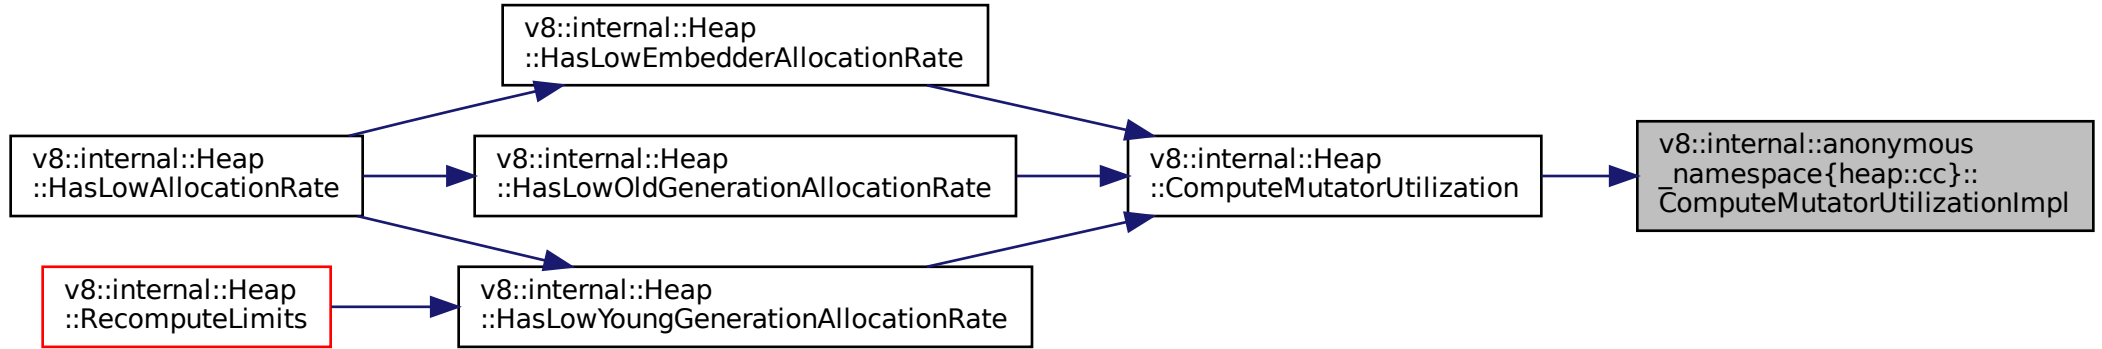 v8::internal::Heap
::HasLowEmbedderAllocationRate
v8::internal::Heap
::HasLowAllocationRate
v8::internal::Heap
::HasLowOldGenerationAllocationRate
v8::internal::Heap
::ComputeMutatorUtilization
v8::internal::anonymous
_namespace{heap::cc}::
ComputeMutatorUtilizationImpl
v8::internal::Heap
::RecomputeLimits
v8::internal::Heap
::HasLowYoungGenerationAllocationRate